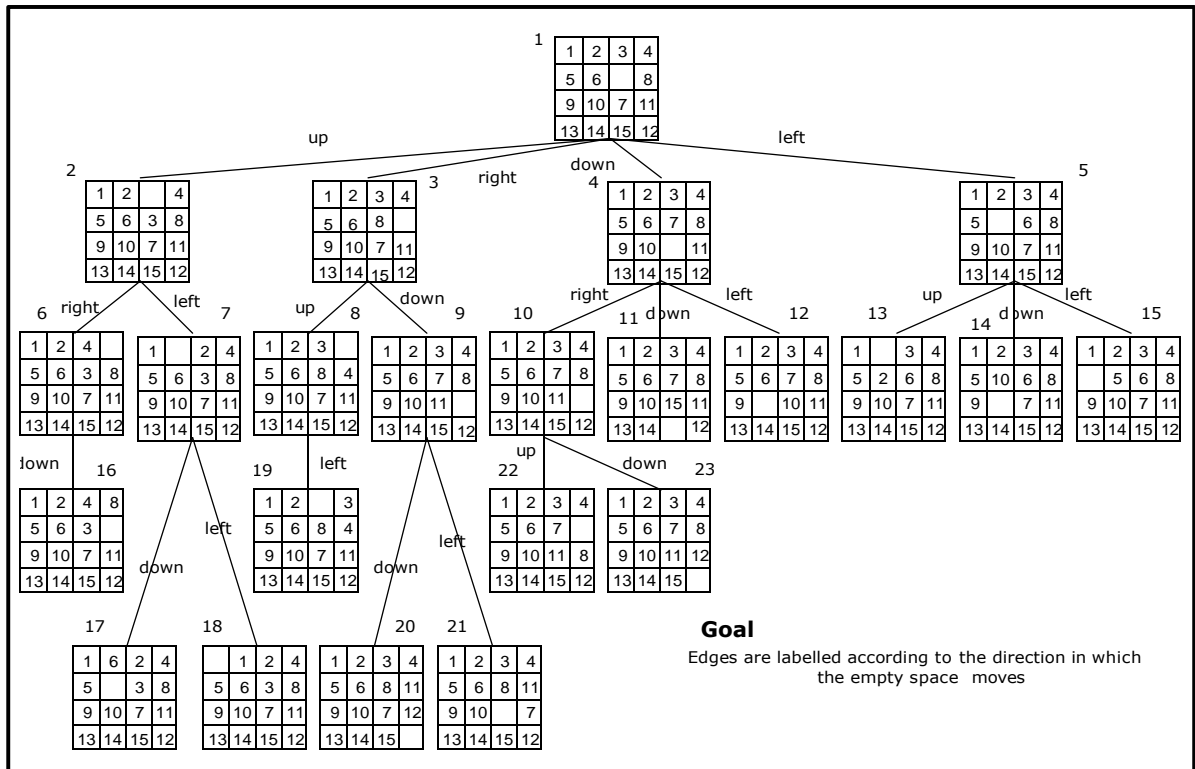 1
1 2 3 4
5 6 8
9 10 7 11
13 14 15 12
up
right
down
left
2
1 2 4
5 6 3 8
9 10 7 11
13 14 15 12
3
1 2 3 4
5 6 8
9 10 7 11
13 14 15 12
4
1 2 3 4
5 6 7 8
9 10 11
13 14 15 12
5
1 2 3 4
5 6 8
9 10 7 11
13 14 15 12
right
left
up
down
right
down
left
up
down
left
6
1 2 4
5 6 3 8
9 10 7 11
13 14 15 12
7
1 2 4
5 6 3 8
9 10 7 11
13 14 15 12
8
1 2 3
5 6 8 4
9 10 7 11
13 14 15 12
9
1 2 3 4
5 6 7 8
9 10 11
13 14 15 12
10
1 2 3 4
5 6 7 8
9 10 11
13 14 15 12
11
1 2 3 4
5 6 7 8
9 10 15 11
13 14 12
12
1 2 3 4
5 6 7 8
9 10 11
13 14 15 12
13
1 3 4
5 2 6 8
9 10 7 11
13 14 15 12
14
1 2 3 4
5 10 6 8
9 7 11
13 14 15 12
15
1 2 3 4
5 6 8
9 10 7 11
13 14 15 12
down
left
up
down
16
1 2 4 8
5 6 3
9 10 7 11
13 14 15 12
down
left
19
1 2 3
5 6 8 4
9 10 7 11
13 14 15 12
down
left
22
1 2 3 4
5 6 7
9 10 11 8
13 14 15 12
23
1 2 3 4
5 6 7 8
9 10 11 12
13 14 15
17
1 6 2 4
5 3 8
9 10 7 11
13 14 15 12
18
1 2 4
5 6 3 8
9 10 7 11
13 14 15 12
20
1 2 3 4
5 6 8 11
9 10 7 12
13 14 15
21
1 2 3 4
5 6 8 11
9 10 7
13 14 15 12
Goal
Edges are labelled according to the direction in which
the empty space moves